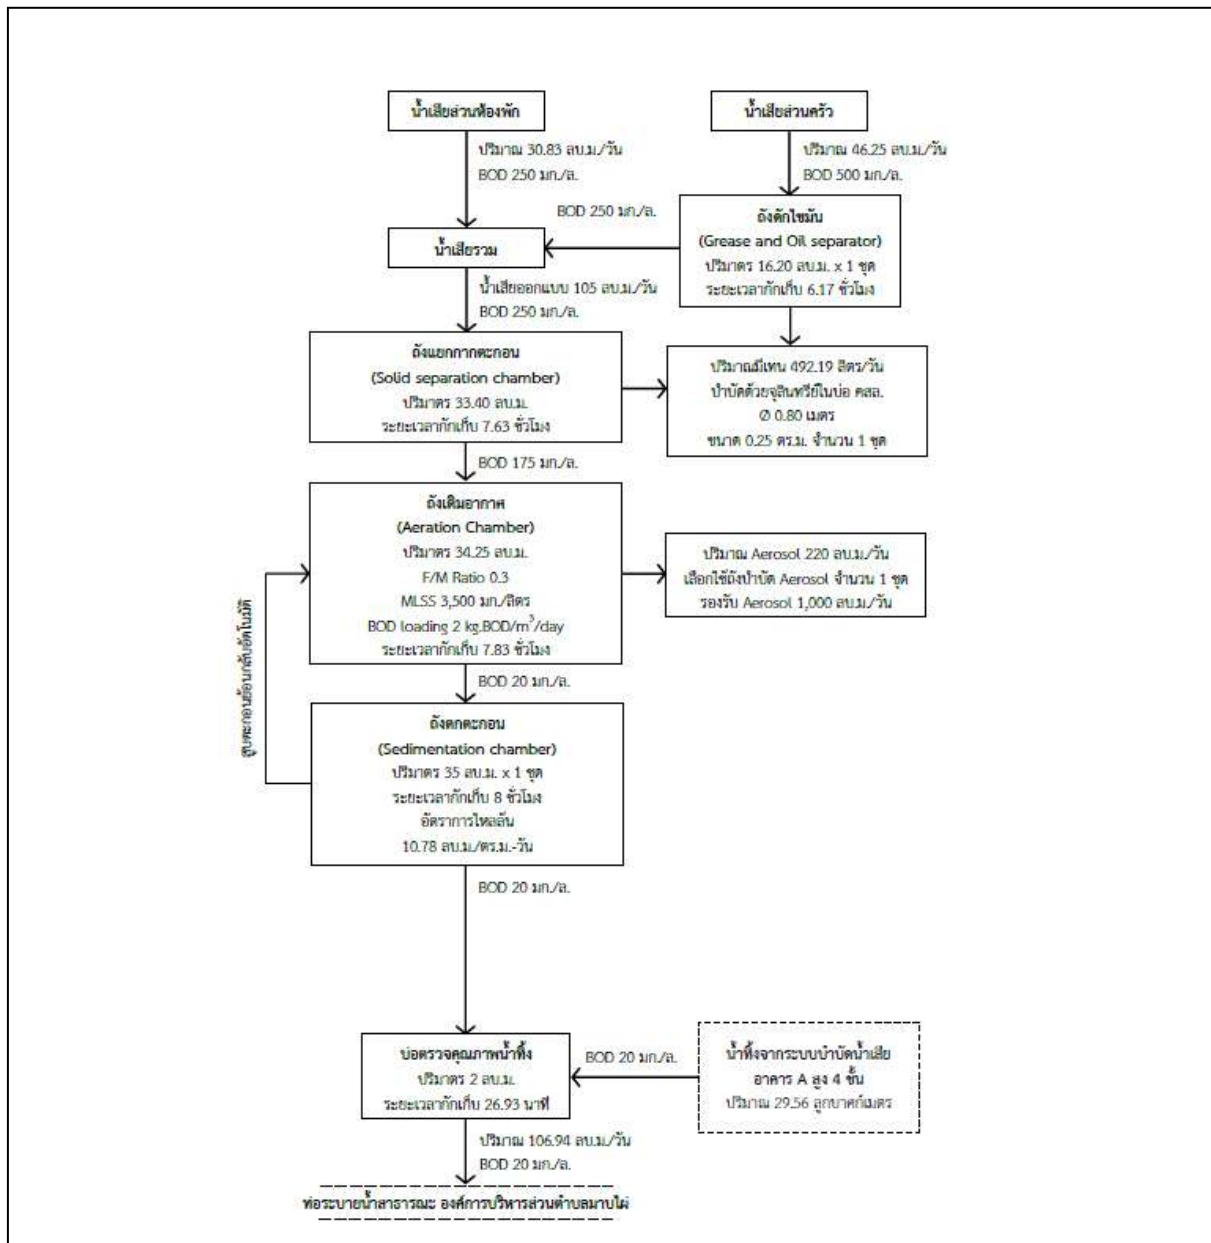 น้ำเสียส่วนห้องพัก
น้ำเสียส่วนครัว
ปริมาณ 30.83 ลบ.ม./วัน
BOD 250 มก./ล.
ปริมาณ 46.25 ลบ.ม./วัน
BOD 500 มก./ล.
BOD 250 มก./ล.
ถังดักไขมัน
(Grease and Oil separator)
ปริมาตร 16.20 ลบ.ม. x 1 ชุด
ระยะเวลากักเก็บ 6.17 ชั่วโมง
น้ำเสียรวม
น้ำเสียออกแบบ 105 ลบ.ม./วัน
BOD 250 มก./ล.
ถังแยกกากตะกอน
(Solid separation chamber)
ปริมาตร 33.40 ลบ.ม.
ระยะเวลากักเก็บ 7.63 ชั่วโมง
ปริมาณมีเทน 492.19 ลิตร/วัน
บำบัดด้วยจุลินทรีย์ในบ่อ คสล.
Ø 0.80 เมตร
ขนาด 0.25 ตร.ม. จำนวน 1 ชุด
BOD 175 มก./ล.
ถังเติมอากาศ
(Aeration Chamber)
ปริมาตร 34.25 ลบ.ม.
F/M Ratio 0.3
MLSS 3,500 มก./ลิตร
BOD loading 2 kg.BOD/m³/day
ระยะเวลากักเก็บ 7.83 ชั่วโมง
ปริมาณ Aerosol 220 ลบ.ม./วัน
เลือกใช้ถังบำบัด Aerosol จำนวน 1 ชุด
รองรับ Aerosol 1,000 ลบ.ม./วัน
สูบตะกอนย้อนกลับอัตโนมัติ
BOD 20 มก./ล.
ถังตกตะกอน
(Sedimentation chamber)
ปริมาตร 35 ลบ.ม. x 1 ชุด
ระยะเวลากักเก็บ 8 ชั่วโมง
อัตราการไหลล้น
10.78 ลบ.ม./ตร.ม.-วัน
BOD 20 มก./ล.
บ่อตรวจคุณภาพน้ำทิ้ง
ปริมาตร 2 ลบ.ม.
ระยะเวลากักเก็บ 26.93 นาที
BOD 20 มก./ล.
น้ำทิ้งจากระบบบำบัดน้ำเสีย
อาคาร A สูง 4 ชั้น
ปริมาณ 29.56 ลูกบาศก์เมตร
ปริมาณ 106.94 ลบ.ม./วัน
BOD 20 มก./ล.
ท่อระบายน้ำสาธารณะ องค์การบริหารส่วนตำบลมาบไผ่